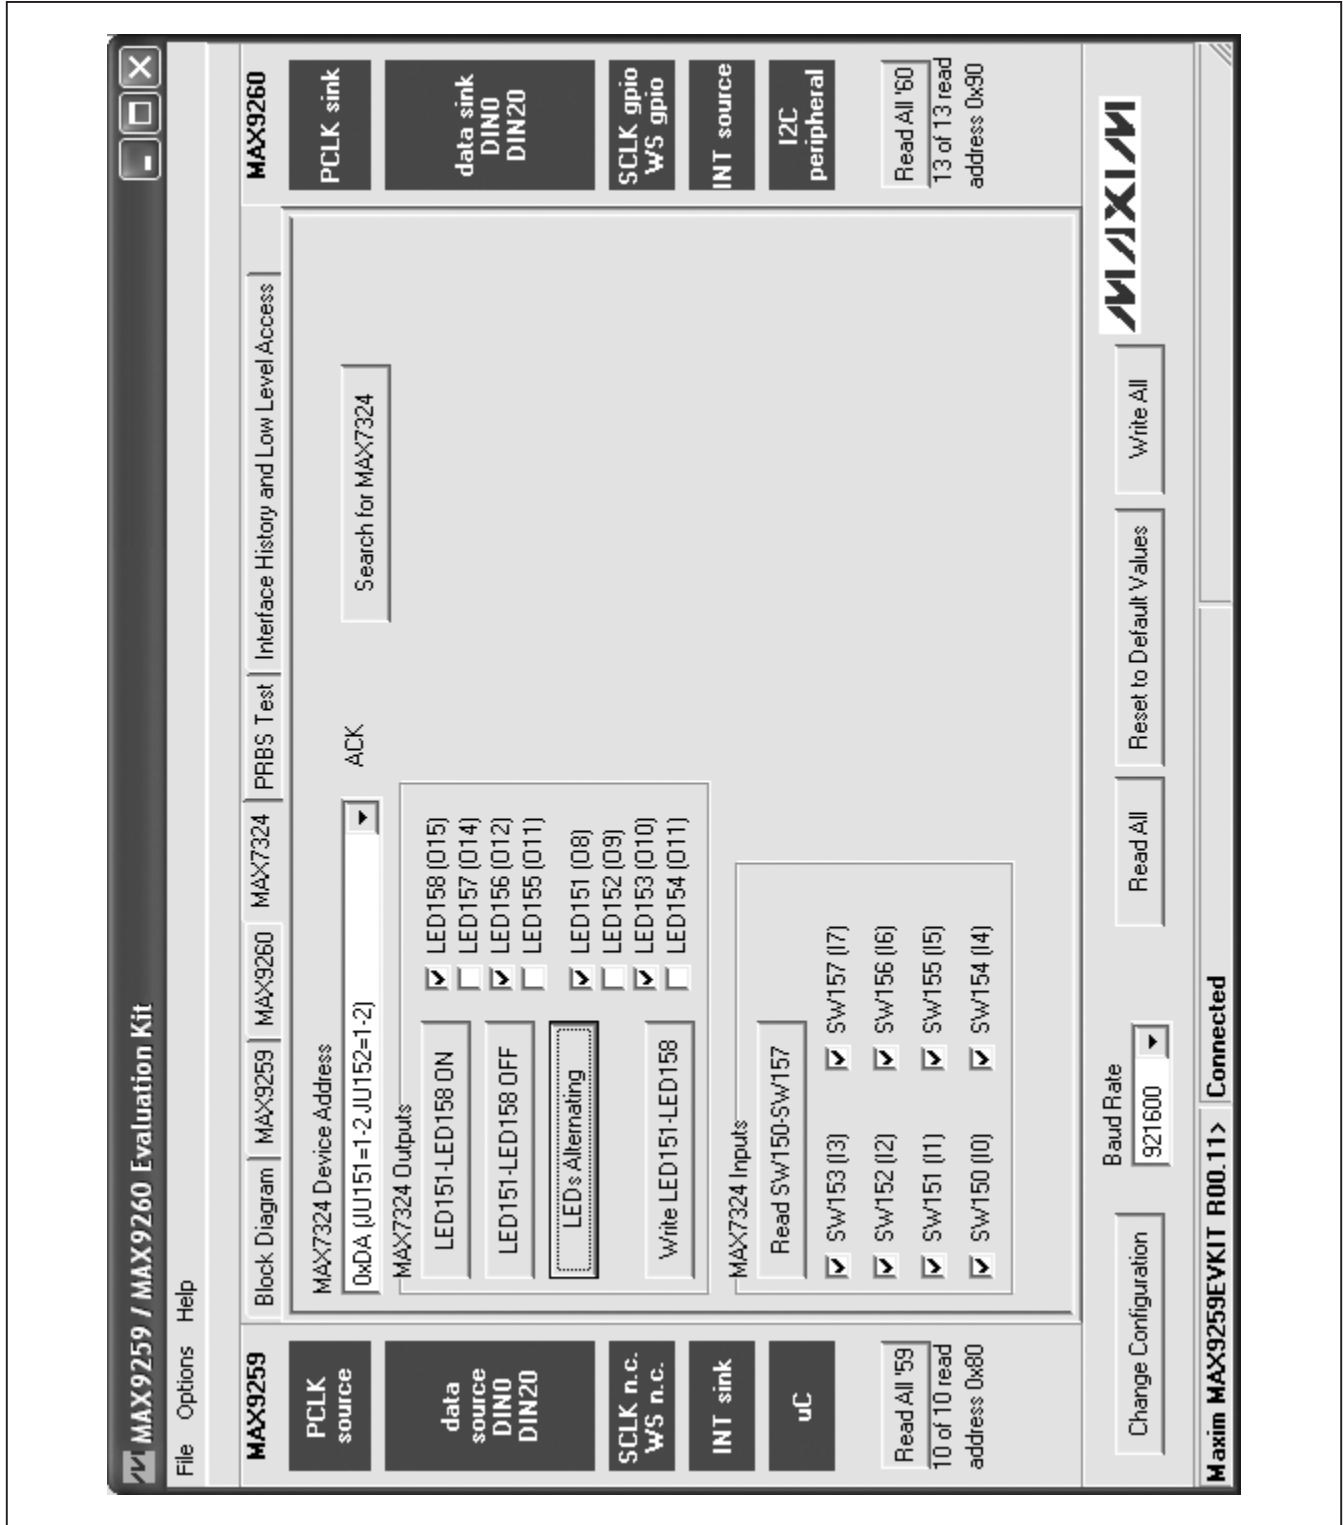 MAX9259 / MAX9260 Evaluation Kit
File Options Help
MAX9259
PCLK
source
data
source
DIN0
DIN20
SCLK n.c.
WS n.c.
INT sink
uC
Read All '59
10 of 10 read
address 0x80
Block Diagram MAX9259 MAX9260 MAX7324 PRBS Test Interface History and Low Level Access
MAX7324 Device Address
0xDA (JU151=1-2 JU152=1-2) ACK Search for MAX7324
MAX7324 Outputs
LED151-LED158 ON
LED151-LED158 OFF
LEDs Alternating
Write LED151-LED158
LED158 (O15)
LED157 (O14)
LED156 (O12)
LED155 (O11)
LED151 (O8)
LED152 (O9)
LED153 (O10)
LED154 (O11)
MAX7324 Inputs
Read SW150-SW157
SW153 (I3) SW157 (I7)
SW152 (I2) SW156 (I6)
SW151 (I1) SW155 (I5)
SW150 (I0) SW154 (I4)
MAX9260
PCLK sink
data sink
DIN0
DIN20
SCLK gpio
WS gpio
INT source
I2C
peripheral
Read All '60
13 of 13 read
address 0x90
Change Configuration
Baud Rate
921600
Read All Reset to Default Values Write All
MAXIM
Maxim MAX9259EVKIT R00.11> Connected